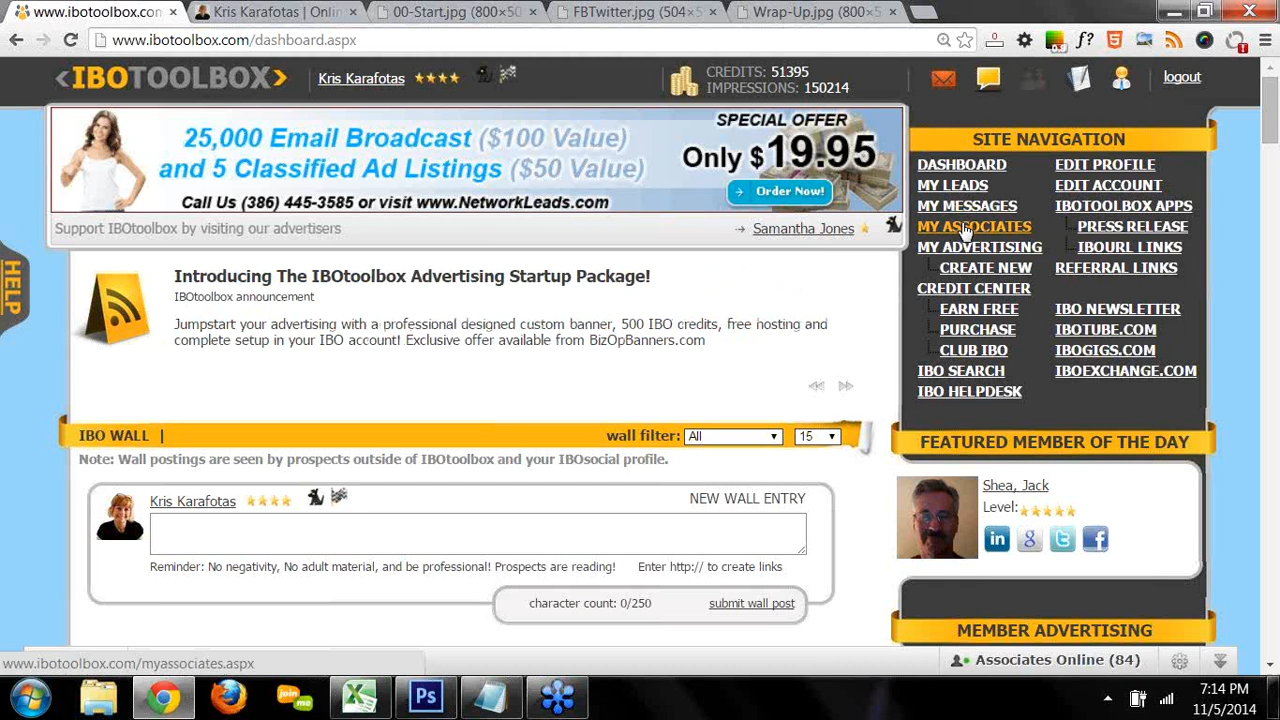 www.ibotoolbox.con
Kris Karafotas | Onlin
00-Start.jpg (800×50
FBTwitter.jpg (504×5
Wrap-Up.jpg (800×5
www.ibotoolbox.com/dashboard.aspx
<IBOTOOLBOX>
Kris Karafotas
CREDITS: 51395
IMPRESSIONS: 150214
logout
25,000 Email Broadcast ($100 Value)
and 5 Classified Ad Listings ($50 Value)
Call Us (386) 445-3585 or visit www.NetworkLeads.com
SPECIAL OFFER
Only $19.95
Order Now!
Support IBOtoolbox by visiting our advertisers
Samantha Jones
HELP
Introducing The IBOtoolbox Advertising Startup Package!
IBOtoolbox announcement
Jumpstart your advertising with a professional designed custom banner, 500 IBO credits, free hosting and
complete setup in your IBO account! Exclusive offer available from BizOpBanners.com
SITE NAVIGATION
DASHBOARD
MY LEADS
MY MESSAGES
MY ASSOCIATES
MY ADVERTISING
CREATE NEW
CREDIT CENTER
EARN FREE
PURCHASE
CLUB IBO
IBO SEARCH
IBO HELPDESK
EDIT PROFILE
EDIT ACCOUNT
IBOTOOLBOX APPS
PRESS RELEASE
IBOURL LINKS
REFERRAL LINKS
IBO NEWSLETTER
IBOTUBE.COM
IBOGIGS.COM
IBOEXCHANGE.COM
IBO WALL |
wall filter: All 15
Note: Wall postings are seen by prospects outside of IBOtoolbox and your IBOsocial profile.
Kris Karafotas
NEW WALL ENTRY
Reminder: No negativity, No adult material, and be professional! Prospects are reading!
Enter http:// to create links
character count: 0/250
submit wall post
FEATURED MEMBER OF THE DAY
Shea, Jack
Level:
in
g
t
f
MEMBER ADVERTISING
www.ibotoolbox.com/myassociates.aspx
Associates Online (84)
join
me
Ps
7:14 PM
11/5/2014